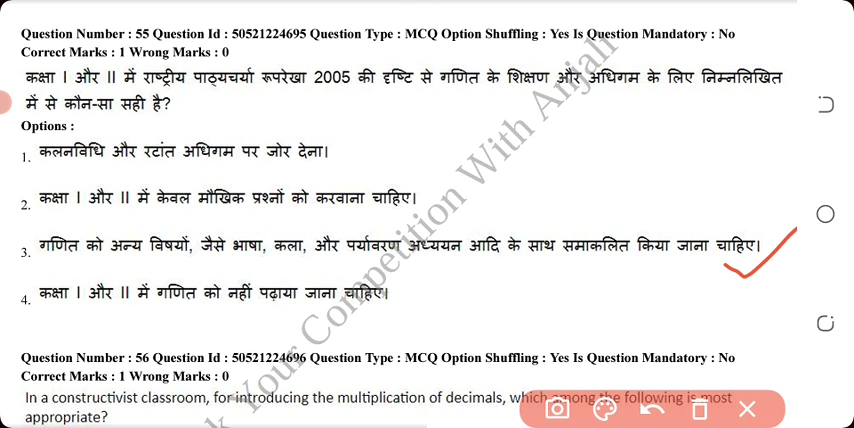 Question Number : 55 Question Id : 50521224695 Question Type : MCQ Option Shuffling : Yes Is Question Mandatory : No
Correct Marks : 1 Wrong Marks : 0
कक्षा I और II में राष्ट्रीय पाठ्यचर्या रूपरेखा 2005 की दृष्टि से गणित के शिक्षण और अधिगम के लिए निम्नलिखित
में से कौन-सा सही है?
Options :
1. कलनविधि और रटांत अधिगम पर जोर देना।
2. कक्षा I और II में केवल मौखिक प्रश्नों को करवाना चाहिए।
3. गणित को अन्य विषयों, जैसे भाषा, कला, और पर्यावरण अध्ययन आदि के साथ समाकलित किया जाना चाहिए।
4. कक्षा I और II में गणित को नहीं पढ़ाया जाना चाहिए।
Your Competition With Anjali
Question Number : 56 Question Id : 50521224696 Question Type : MCQ Option Shuffling : Yes Is Question Mandatory : No
Correct Marks : 1 Wrong Marks : 0
In a constructivist classroom, for introducing the multiplication of decimals, which among the following is most
appropriate?